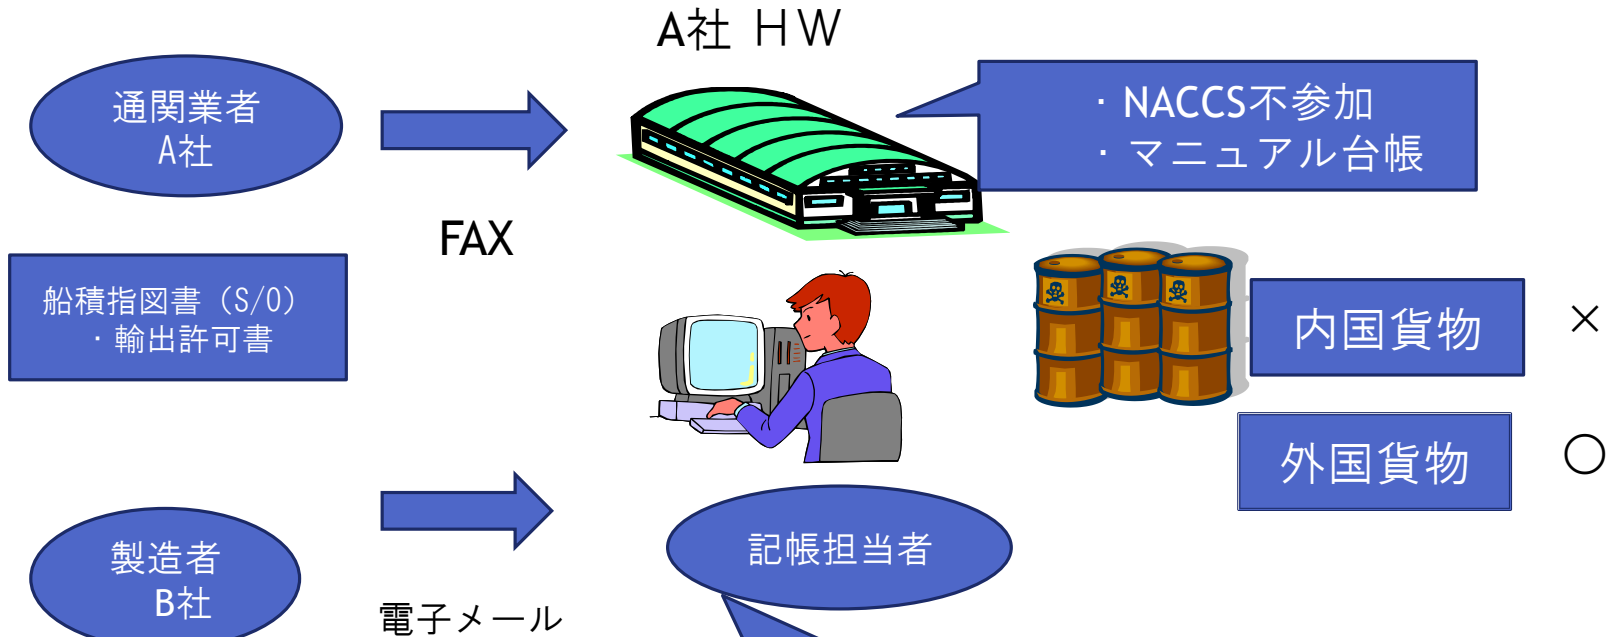 A社 ＨＷ
通関業者
A社
・NACCS不参加
・マニュアル台帳
FAX
船積指図書（S/O）
・輸出許可書
内国貨物
×
外国貨物
○
記帳担当者
製造者
B社
電子メール